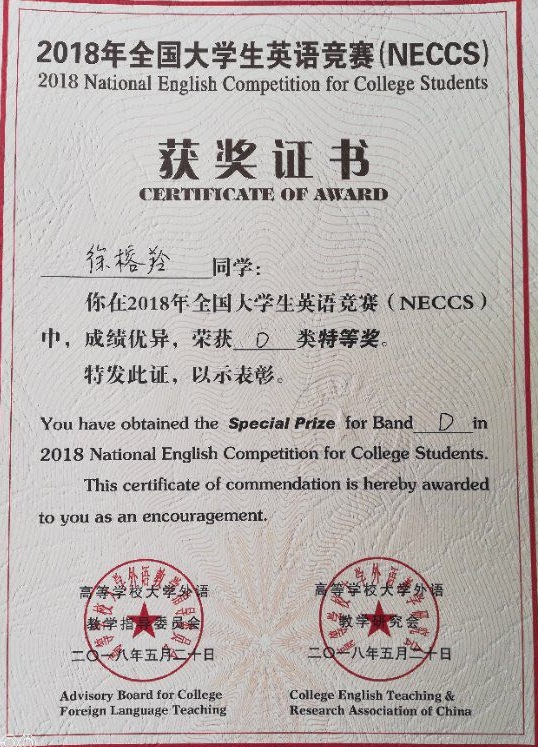 2018年全国大学生英语竞赛(NECCS)
2018 National English Competition for College Students
获奖证书
CERTIFICATE OF AWARD
徐榕羚 同学:
你在2018年全国大学生英语竞赛(NECCS)
中，成绩优异，荣获 D 类特等奖。
特发此证，以示表彰。
You have obtained the Special Prize for Band D in
2018 National English Competition for College Students.
This certificate of commendation is hereby awarded
to you as an encouragement.
高等学校大学外语
教学指导委员会
二〇一八年五月二十日
Advisory Board for College
Foreign Language Teaching
高等学校大学外语
教学研究会
二〇一八年五月二十日
College English Teaching &
Research Association of China